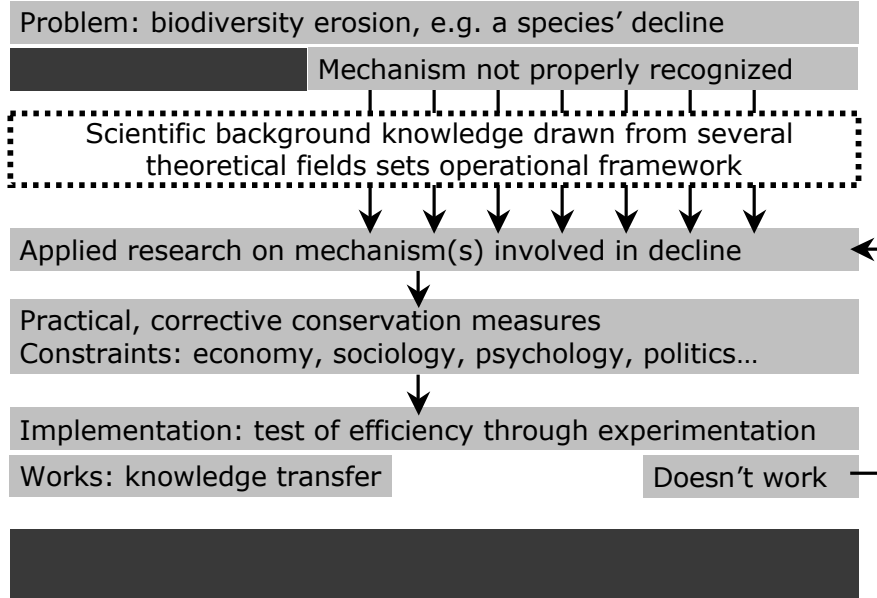 Problem: biodiversity erosion, e.g. a species’ decline
Mechanism not properly recognized
Scientific background knowledge drawn from several
theoretical fields sets operational framework
Applied research on mechanism(s) involved in decline
Practical, corrective conservation measures
Constraints: economy, sociology, psychology, politics…
Implementation: test of efficiency through experimentation
Works: knowledge transfer
Doesn’t work